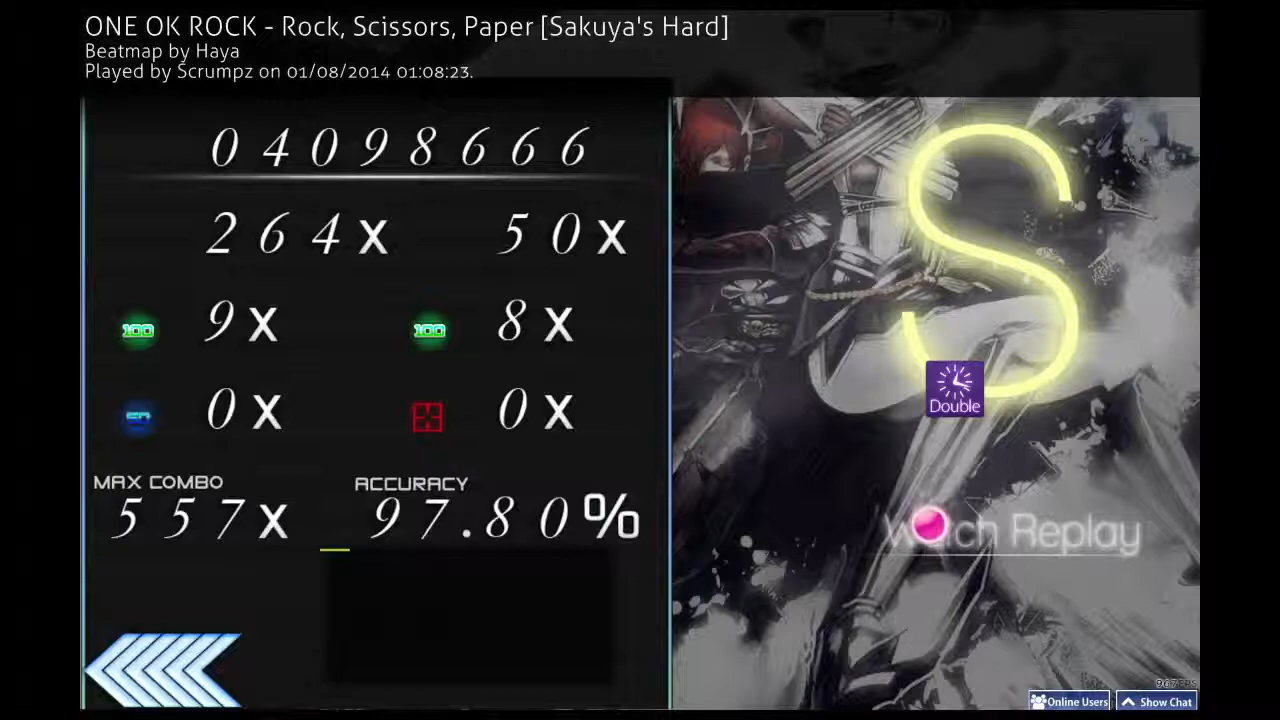 ONE OK ROCK - Rock, Scissors, Paper [Sakuya's Hard]
Beatmap by Haya
Played by Scrumpz on 01/08/2014 01:08:23.
04098666
264x 50x
100 9x 100 8x
50 0x 0x
MAX COMBO ACCURACY
557x 97.80%
S
Double
Watch Replay
Online Users Show Chat